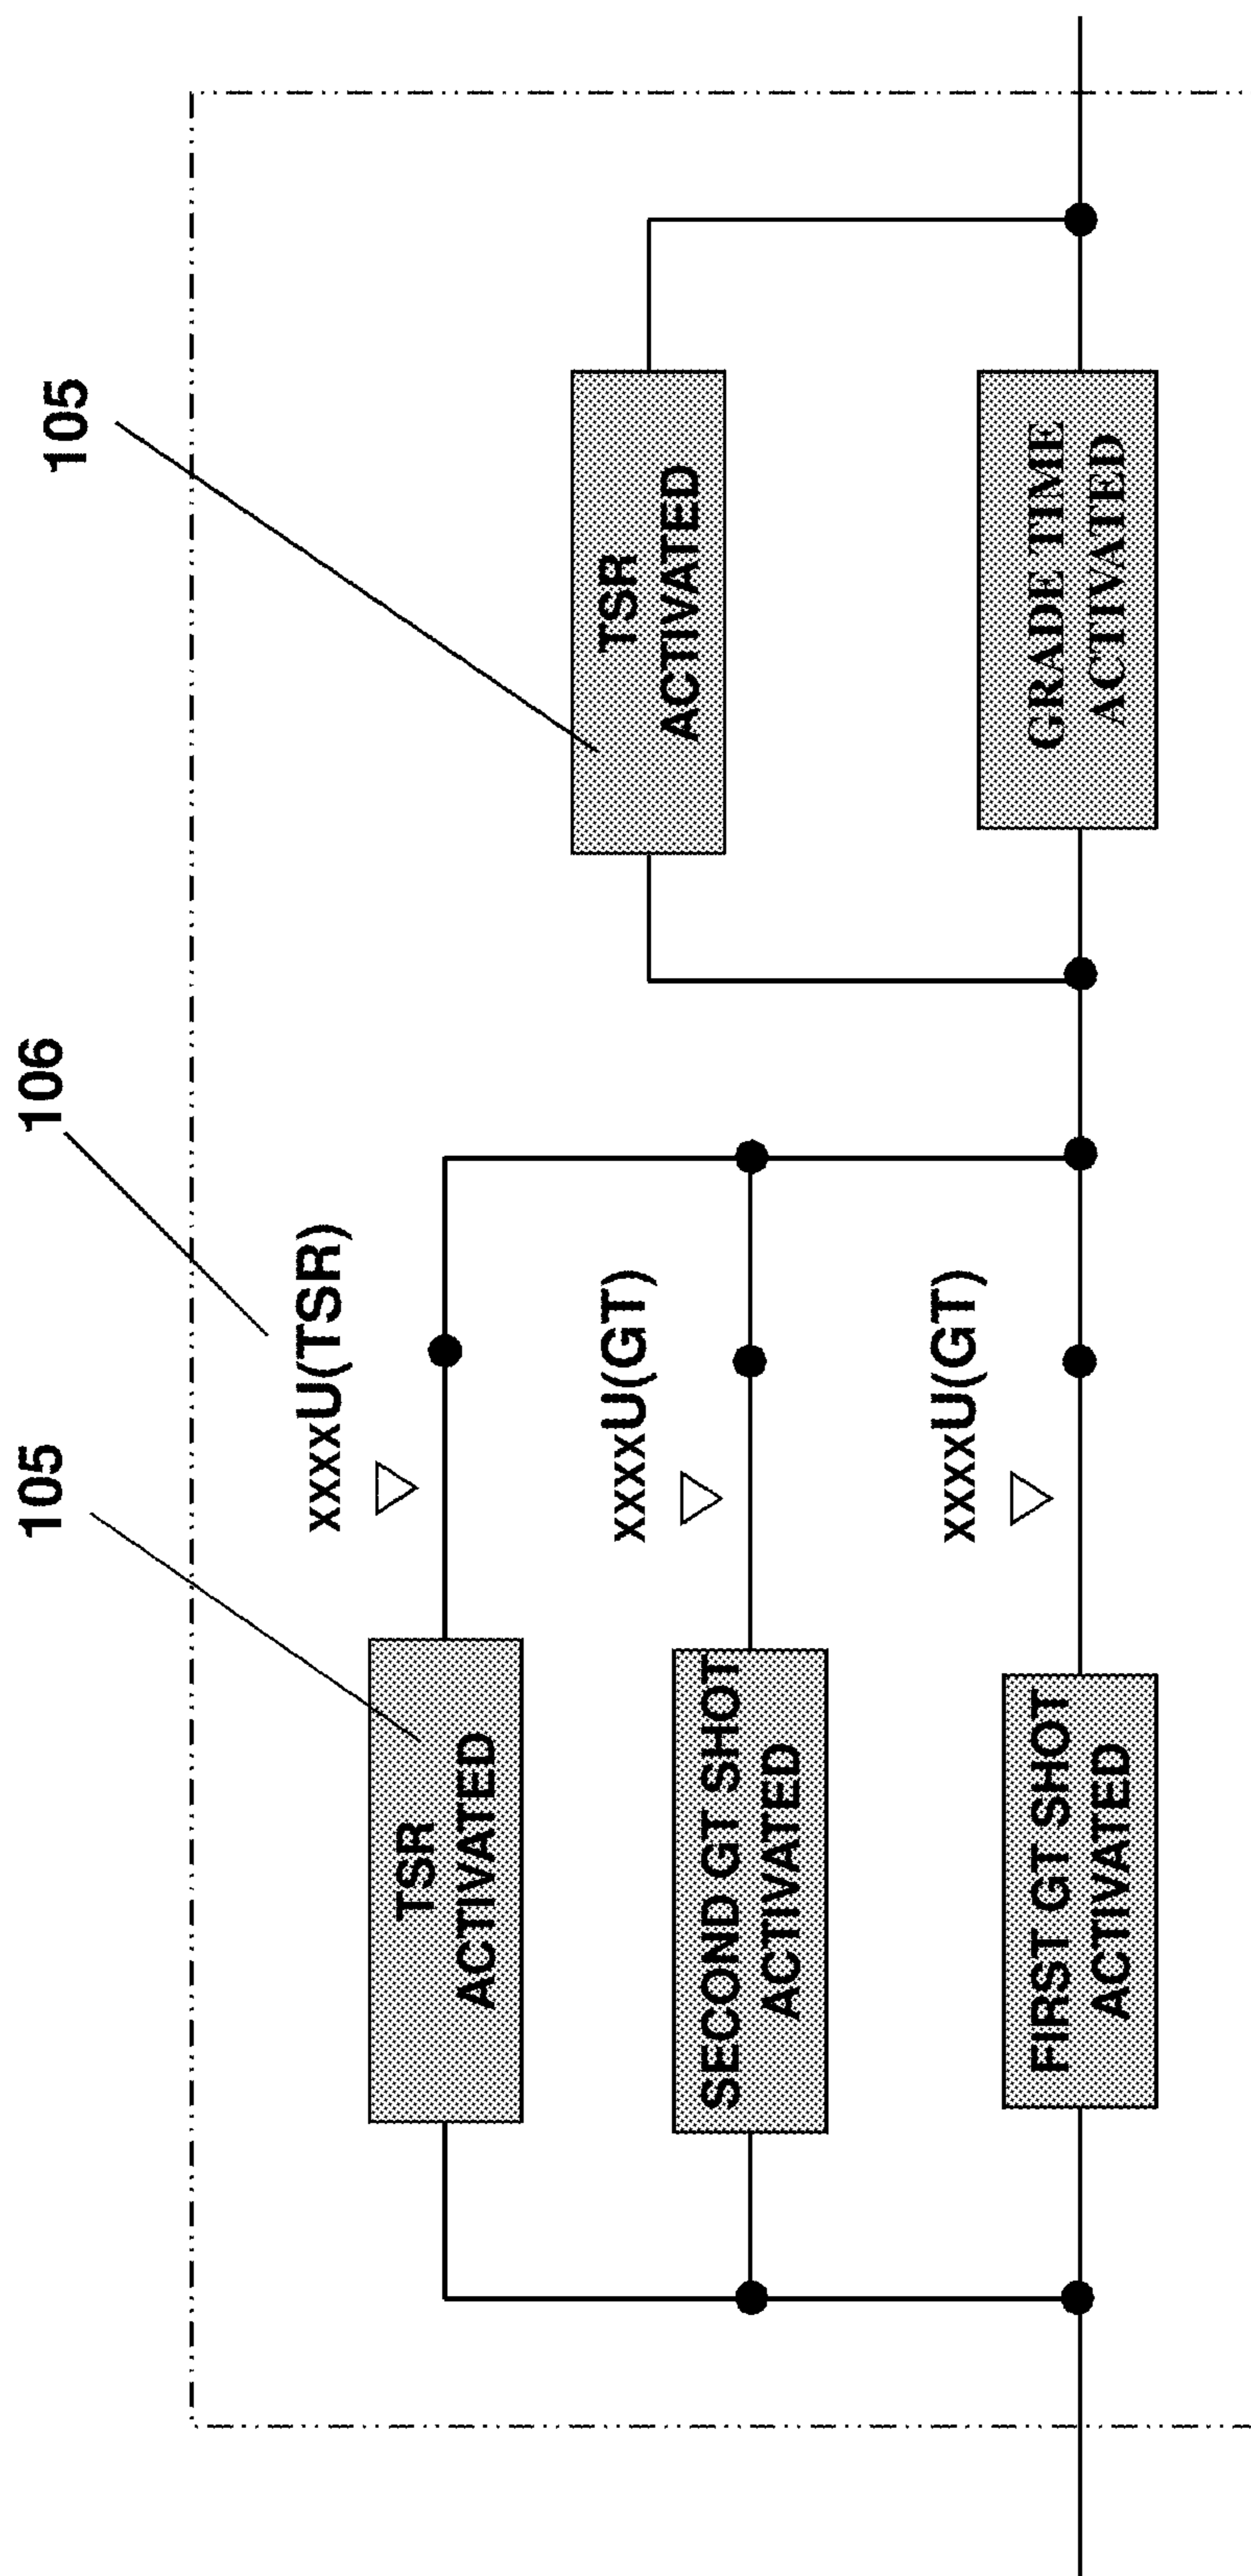 105
106
105
xxxxU(TSR)
TSR
ACTIVATED
TSR
ACTIVATED
xxxxU(GT)
SECOND GT SHOT
ACTIVATED
xxxxU(GT)
FIRST GT SHOT
ACTIVATED
GRADE TIME
ACTIVATED